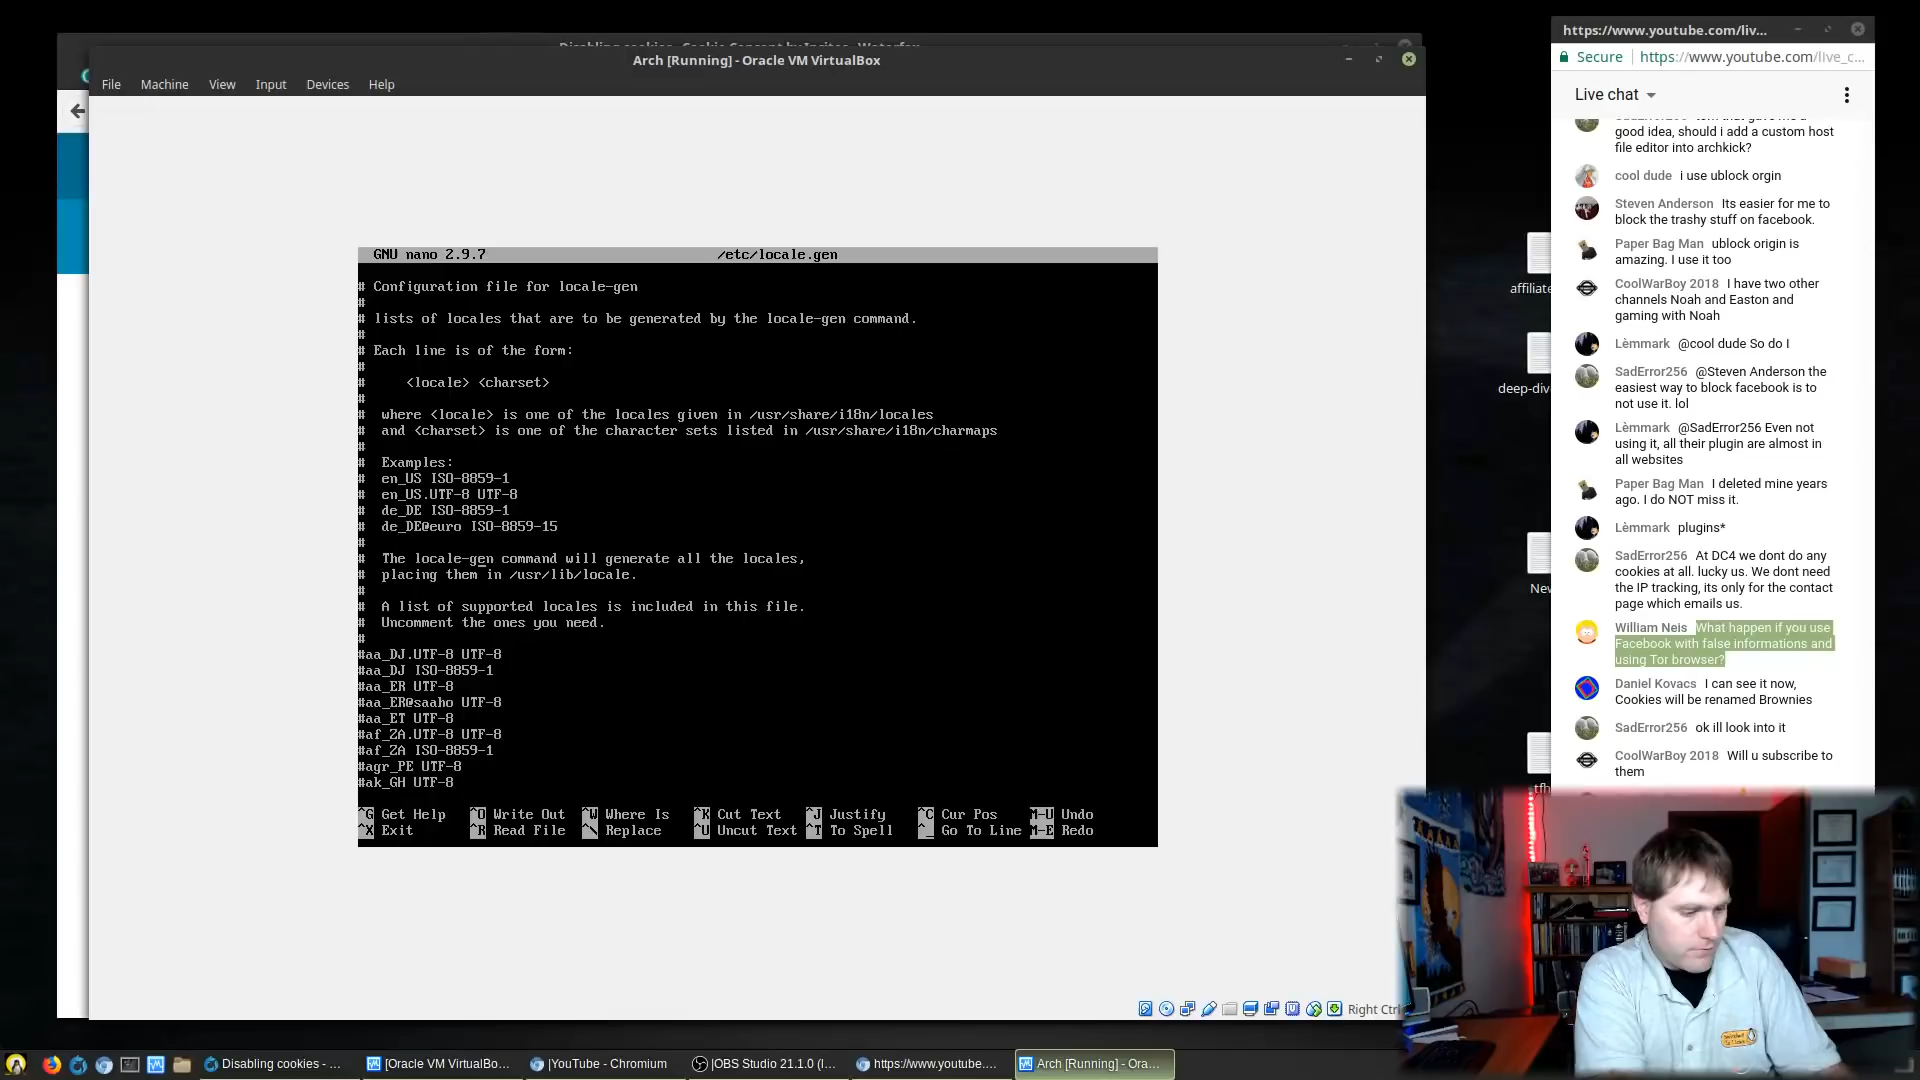 Disabling cookies - Cookie Consent by Insites - Waterfox
Arch [Running] - Oracle VM VirtualBox
File Machine View Input Devices Help
GNU nano 2.9.7 /etc/locale.gen
# Configuration file for locale-gen
#
# lists of locales that are to be generated by the locale-gen command.
#
# Each line is of the form:
#
# <locale> <charset>
#
# where <locale> is one of the locales given in /usr/share/i18n/locales
# and <charset> is one of the character sets listed in /usr/share/i18n/charmaps
#
# Examples:
# en_US ISO-8859-1
# en_US.UTF-8 UTF-8
# de_DE ISO-8859-1
# de_DE@euro ISO-8859-15
#
# The locale-gen command will generate all the locales,
# placing them in /usr/lib/locale.
#
# A list of supported locales is included in this file.
# Uncomment the ones you need.
#
#aa_DJ.UTF-8 UTF-8
#aa_DJ ISO-8859-1
#aa_ER UTF-8
#aa_ER@saaho UTF-8
#aa_ET UTF-8
#af_ZA.UTF-8 UTF-8
#af_ZA ISO-8859-1
#agr_PE UTF-8
#ak_GH UTF-8
^G Get Help ^O Write Out ^W Where Is ^K Cut Text ^J Justify ^C Cur Pos M-U Undo
^X Exit ^R Read File ^\ Replace ^U Uncut Text ^T To Spell ^_ Go To Line M-E Redo
Right Ctrl
affiliate
deep-div
New
tfh
https://www.youtube.com/liv...
Secure https://www.youtube.com/live_c...
Live chat
good idea, should i add a custom host
file editor into archkick?
cool dude i use ublock orgin
Steven Anderson Its easier for me to
block the trashy stuff on facebook.
Paper Bag Man ublock origin is
amazing. I use it too
CoolWarBoy 2018 I have two other
channels Noah and Easton and
gaming with Noah
Lèmmark @cool dude So do I
SadError256 @Steven Anderson the
easiest way to block facebook is to
not use it. lol
Lèmmark @SadError256 Even not
using it, all their plugin are almost in
all websites
Paper Bag Man I deleted mine years
ago. I do NOT miss it.
Lèmmark plugins*
SadError256 At DC4 we dont do any
cookies at all. lucky us. We dont need
the IP tracking, its only for the contact
page which emails us.
William Neis What happen if you use
Facebook with false informations and
using Tor browser?
Daniel Kovacs I can see it now,
Cookies will be renamed Brownies
SadError256 ok ill look into it
CoolWarBoy 2018 Will u subscribe to
them
Disabling cookies - ...
[Oracle VM VirtualBo...
|YouTube - Chromium
|OBS Studio 21.1.0 (l...
https://www.youtube....
Arch [Running] - Ora...